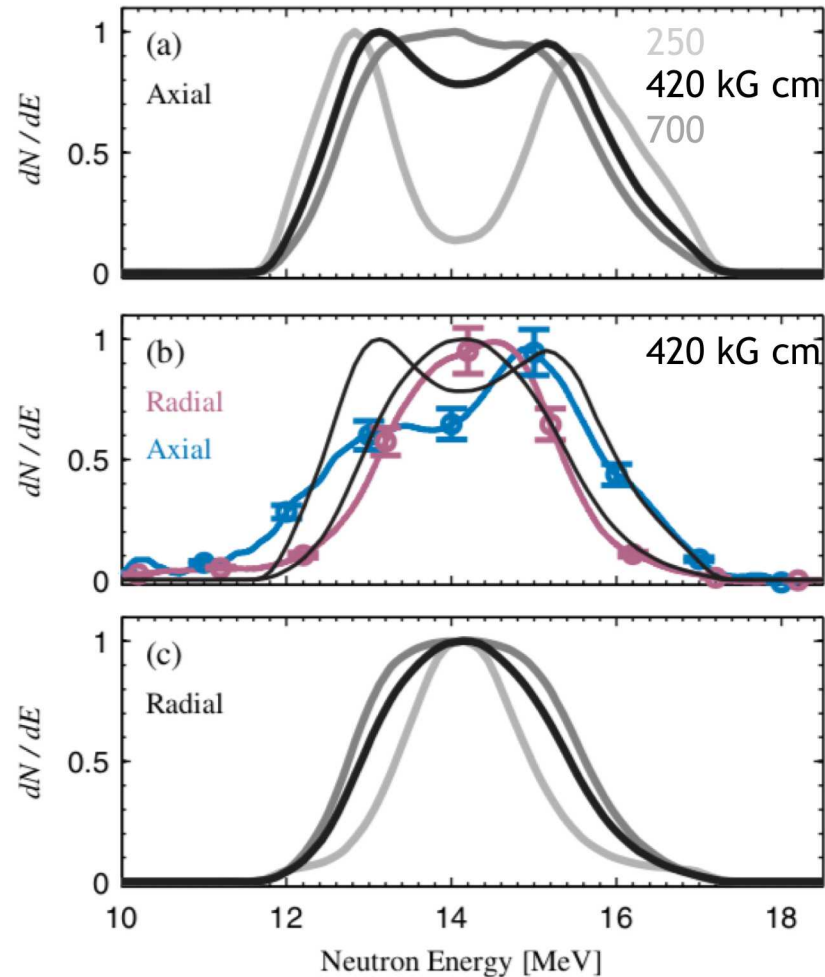 (a)
Axial
250
420 kG cm
700
dN / dE
1
0.5
0
(b)
Radial
Axial
420 kG cm
dN / dE
1
0.5
0
(c)
Radial
dN / dE
1
0.5
0
10 12 14 16 18
Neutron Energy [MeV]